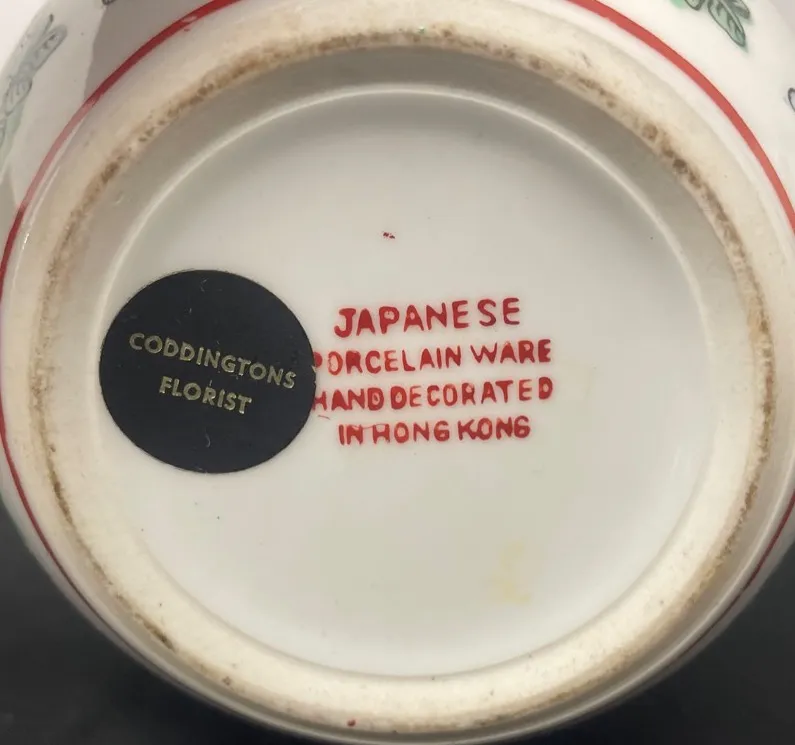 CODDINGTONS
FLORIST
JAPANESE
PORCELAIN WARE
HAND DECORATED
IN HONG KONG